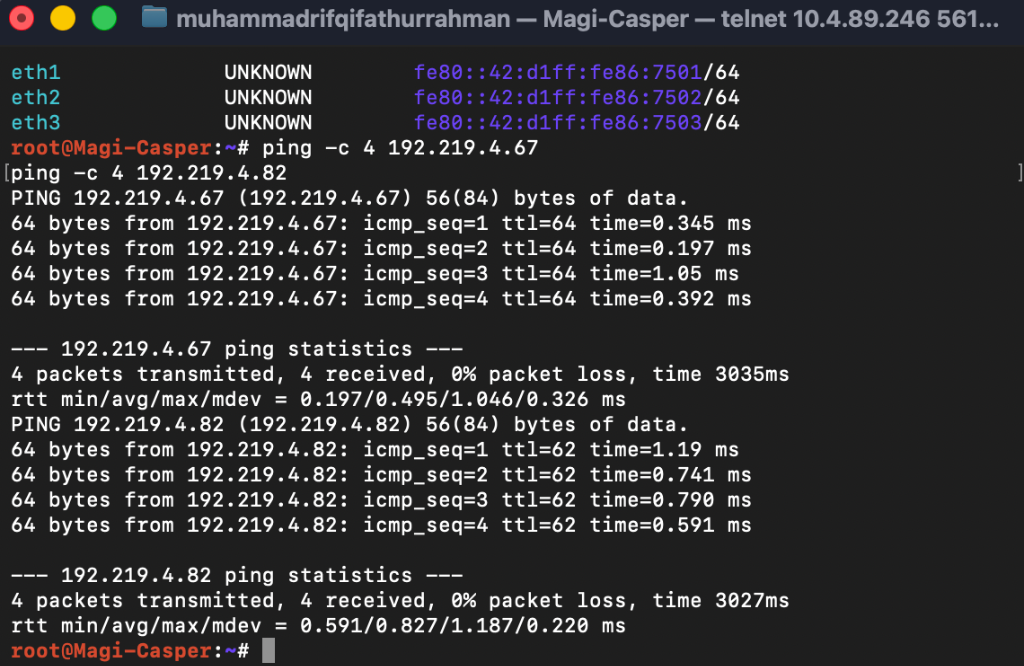 muhammadrifqifathurrahman — Magi-Casper — telnet 10.4.89.246 561...
eth1 UNKNOWN fe80::42:d1ff:fe86:7501/64
eth2 UNKNOWN fe80::42:d1ff:fe86:7502/64
eth3 UNKNOWN fe80::42:d1ff:fe86:7503/64
root@Magi-Casper:~# ping -c 4 192.219.4.67
[ping -c 4 192.219.4.82 ]
PING 192.219.4.67 (192.219.4.67) 56(84) bytes of data.
64 bytes from 192.219.4.67: icmp_seq=1 ttl=64 time=0.345 ms
64 bytes from 192.219.4.67: icmp_seq=2 ttl=64 time=0.197 ms
64 bytes from 192.219.4.67: icmp_seq=3 ttl=64 time=1.05 ms
64 bytes from 192.219.4.67: icmp_seq=4 ttl=64 time=0.392 ms
--- 192.219.4.67 ping statistics ---
4 packets transmitted, 4 received, 0% packet loss, time 3035ms
rtt min/avg/max/mdev = 0.197/0.495/1.046/0.326 ms
PING 192.219.4.82 (192.219.4.82) 56(84) bytes of data.
64 bytes from 192.219.4.82: icmp_seq=1 ttl=62 time=1.19 ms
64 bytes from 192.219.4.82: icmp_seq=2 ttl=62 time=0.741 ms
64 bytes from 192.219.4.82: icmp_seq=3 ttl=62 time=0.790 ms
64 bytes from 192.219.4.82: icmp_seq=4 ttl=62 time=0.591 ms
--- 192.219.4.82 ping statistics ---
4 packets transmitted, 4 received, 0% packet loss, time 3027ms
rtt min/avg/max/mdev = 0.591/0.827/1.187/0.220 ms
root@Magi-Casper:~#